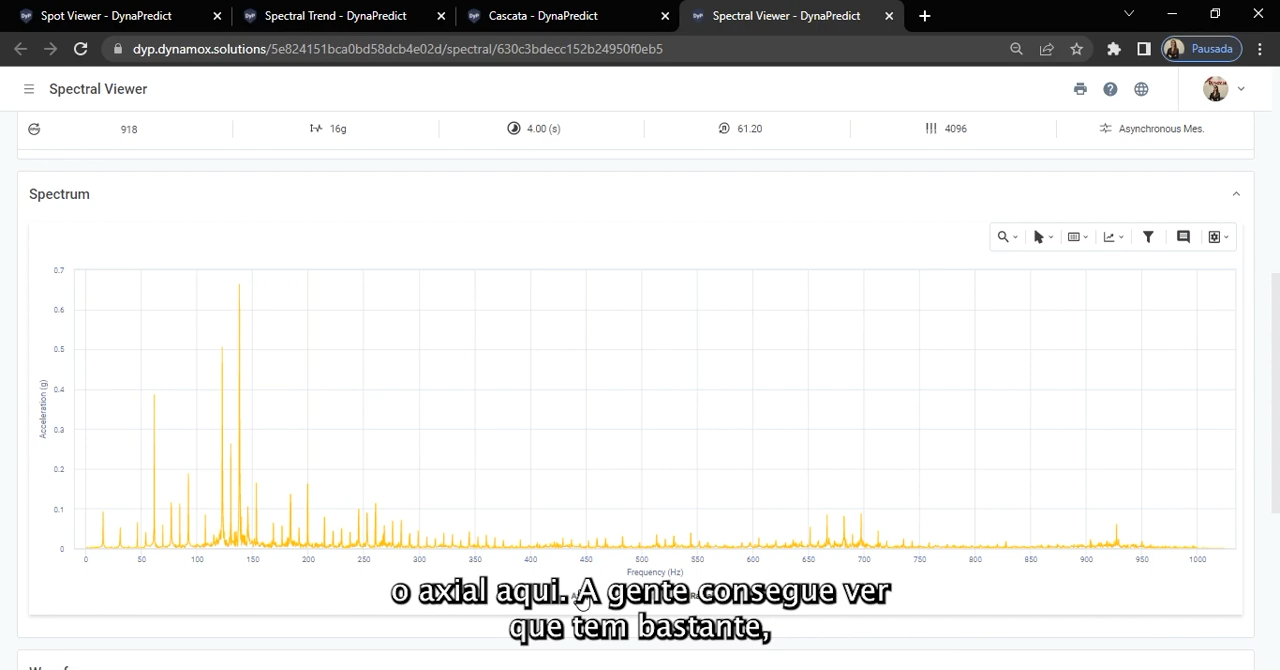 Spot Viewer - DynaPredict
Spectral Trend - DynaPredict
Cascata - DynaPredict
Spectral Viewer - DynaPredict
dyp.dynamox.solutions/5e824151bca0bd58dcb4e02d/spectral/630c3bdecc152b24950f0eb5
Pausada
Spectral Viewer
918
16g
4.00 (s)
61.20
4096
Asynchronous Mes.
Spectrum
0.7
0.6
0.5
0.4
0.3
0.2
0.1
0
Acceleration (g)
0 50 100 150 200 250 300 350 400 450 500 550 600 650 700 750 800 850 900 950 1000
Frequency (Hz)
o axial aqui. A gente consegue ver
que tem bastante,